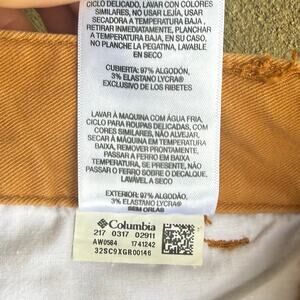 CICLO DELICADO, LAVAR CON COLORES
SIMILARES, NO USAR LEJÍA, USAR
SECADORA A TEMPERATURA BAJA ,
RETIRAR INMEDIATAMENTE, PLANCHAR
A TEMPERATURA BAJA, EN SU CASO,
NO PLANCHE LA PEGATINA, LAVABLE
EN SECO
CUBIERTA: 97% ALGODÓN,
3% ELASTANO LYCRA®
EXCLUSIVO DE LOS RIBETES
LAVAR À MÁQUINA COM ÁGUA FRIA,
CICLO PARA ROUPAS DELICADAS, COM
CORES SIMILARES, NÃO ALVEJAR,
SECAR À MÁQUINA EM TEMPERATURA
BAIXA, REMOVER PRONTAMENTE,
PASSAR A FERRO EM BAIXA
TEMPERATURA, SE PRESENTE, NÃO
PASSAR O FERRO SOBRE O DECALQUE,
LAVÁVEL A SECO
EXTERIOR: 97% ALGODÃO,
3% ELASTANO LYCRA®
SEM ORLAS
Columbia
217 0317 02911
AW0584 1741242
32SC9XGR00146